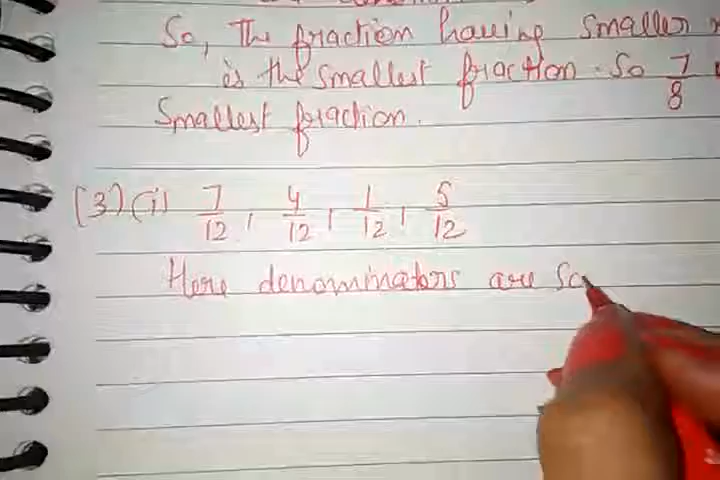 So, The fraction having smaller
is the smallest fraction. So 7/8
Smallest fraction.
(3) (i) 7/12, 4/12, 1/12, 5/12
Here denominators are Sa